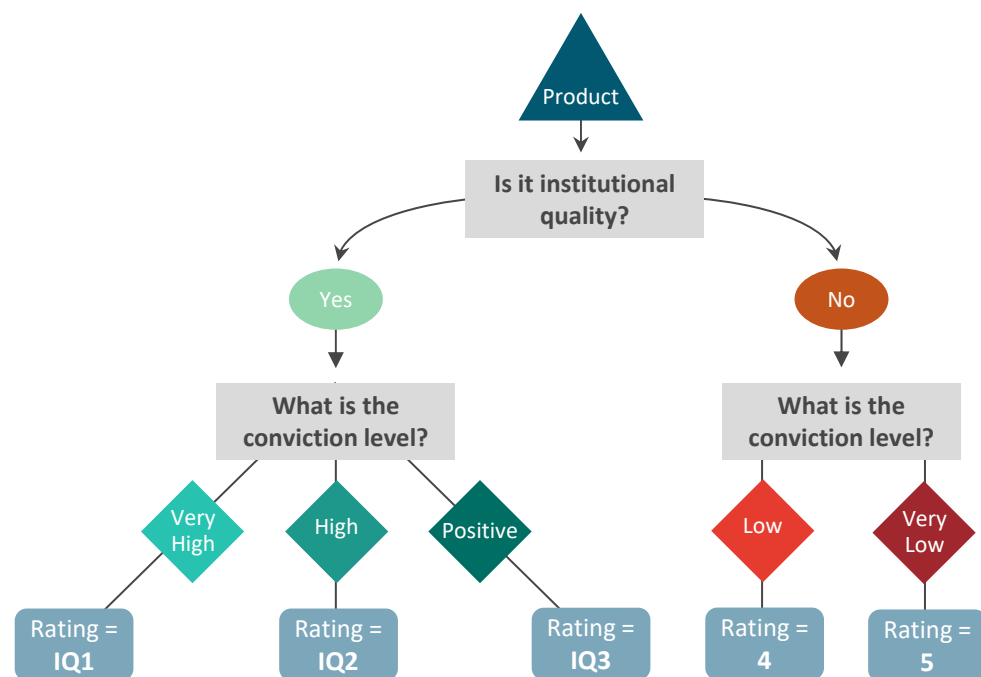 Product
Is it institutional
quality?
Yes
No
What is the
conviction level?
What is the
conviction level?
Very
High
High
Positive
Low
Very
Low
Rating =
IQ1
Rating =
IQ2
Rating =
IQ3
Rating =
4
Rating =
5